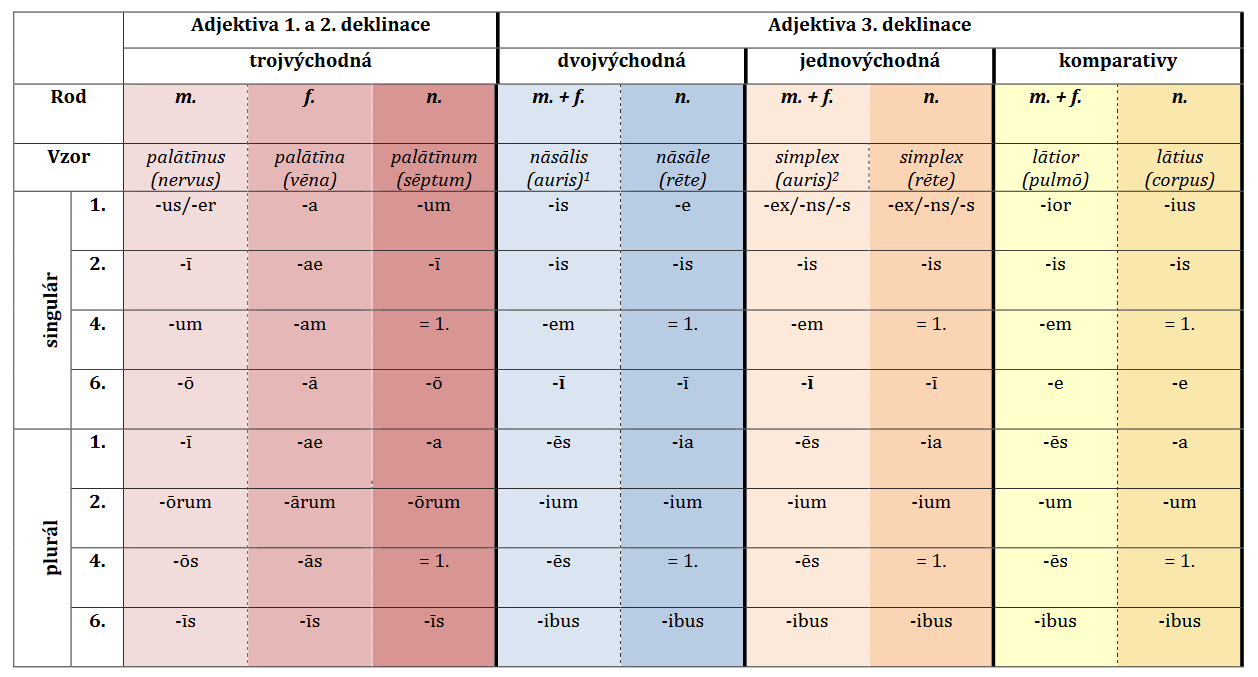 Adjektiva 1. a 2. deklinace Adjektiva 3. deklinace
trojvýchodná dvojvýchodná jednovýchodná komparativy
Rod m. f. n. m. + f. n. m. + f. n. m. + f. n.
Vzor palātīnus palātīna palātīnum nāsālis nāsāle simplex simplex lātior lātius
(nervus) (vēna) (sēptum) (auris)1 (rēte) (auris)2 (rēte) (pulmō) (corpus)
singulár
1. -us/-er -a -um -is -e -ex/-ns/-s -ex/-ns/-s -ior -ius
2. -ī -ae -ī -is -is -is -is -is -is
4. -um -am = 1. -em = 1. -em = 1. -em = 1.
6. -ō -ā -ō -ī -ī -ī -ī -e -e
plurál
1. -ī -ae -a -ēs -ia -ēs -ia -ēs -a
2. -ōrum -ārum -ōrum -ium -ium -ium -ium -um -um
4. -ōs -ās = 1. -ēs = 1. -ēs = 1. -ēs = 1.
6. -īs -īs -īs -ibus -ibus -ibus -ibus -ibus -ibus